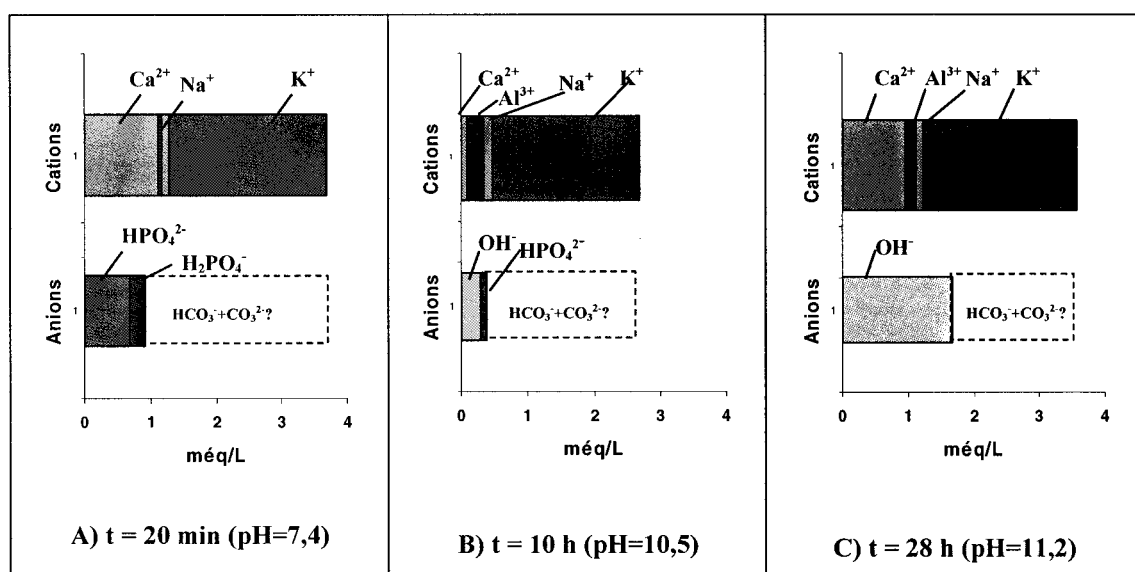 Ca²⁺ Na⁺ K⁺
Cations
1
HPO₄²⁻
H₂PO₄⁻
HCO₃⁻+CO₃²⁻?
Anions
1
0 1 2 3 4
méq/L
A) t = 20 min (pH=7,4)
Ca²⁺ Al³⁺ Na⁺ K⁺
Cations
1
OH⁻ HPO₄²⁻
HCO₃⁻+CO₃²⁻?
Anions
1
0 1 2 3 4
méq/L
B) t = 10 h (pH=10,5)
Ca²⁺ Al³⁺ Na⁺ K⁺
Cations
1
OH⁻
HCO₃⁻+CO₃²⁻?
Anions
1
0 1 2 3 4
méq/L
C) t = 28 h (pH=11,2)